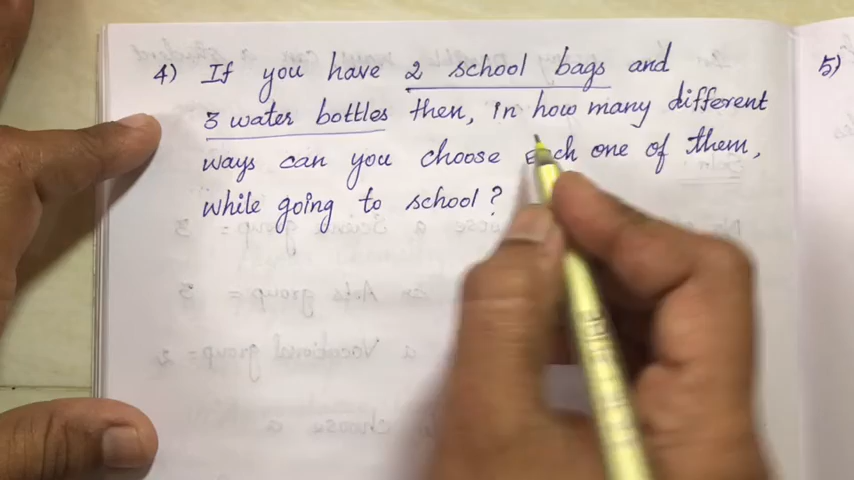 4) If you have 2 school bags and
3 water bottles then, in how many different
ways can you choose each one of them,
while going to school?
5)